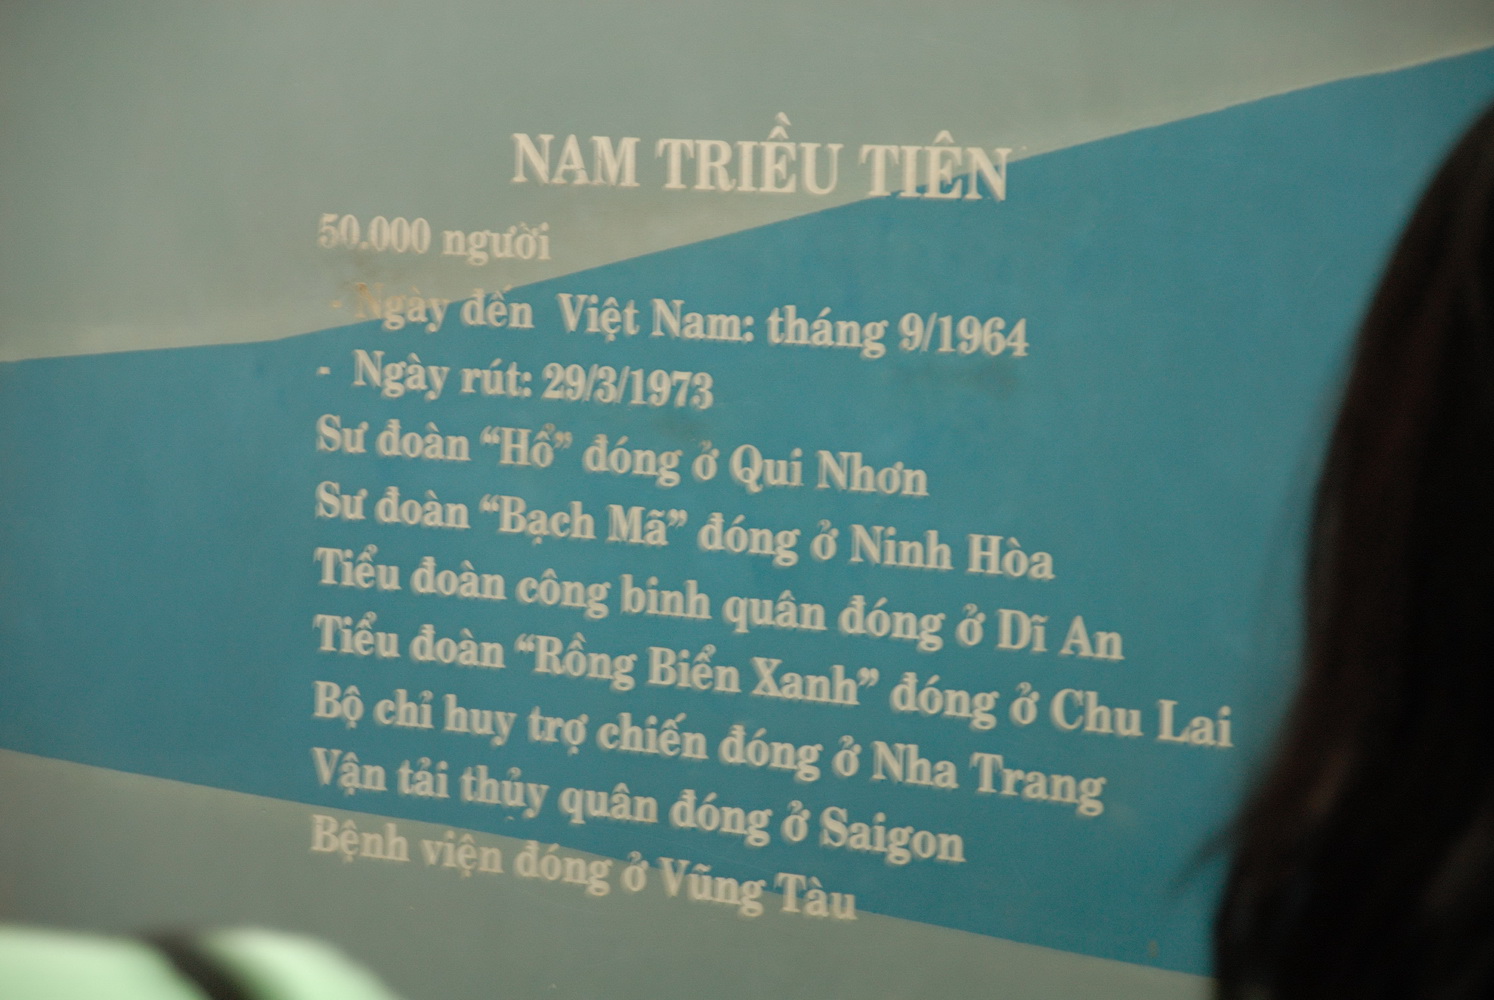 NAM TRIỀU TIÊN
50.000 người
- Ngày đến Việt Nam: tháng 9/1964
- Ngày rút: 29/3/1973
Sư đoàn “Hổ” đóng ở Qui Nhơn
Sư đoàn “Bạch Mã” đóng ở Ninh Hòa
Tiểu đoàn công binh quân đóng ở Dĩ An
Tiểu đoàn “Rồng Biển Xanh” đóng ở Chu Lai
Bộ chỉ huy trợ chiến đóng ở Nha Trang
Vận tải thủy quân đóng ở Saigon
Bệnh viện đóng ở Vũng Tàu